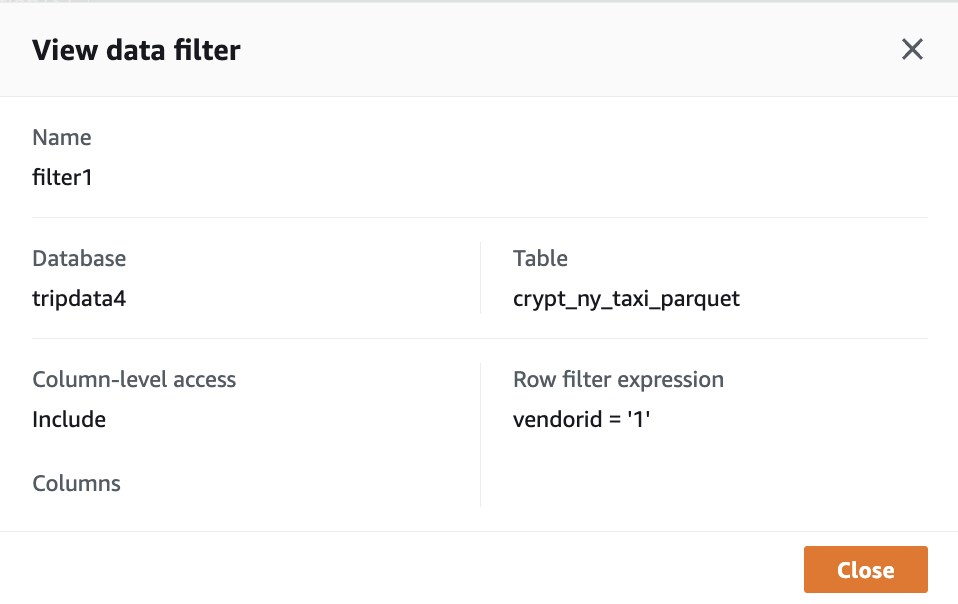 View data filter
Name
filter1
Database
tripdata4
Table
crypt_ny_taxi_parquet
Column-level access
Include
Columns
Row filter expression
vendorid = '1'
Close